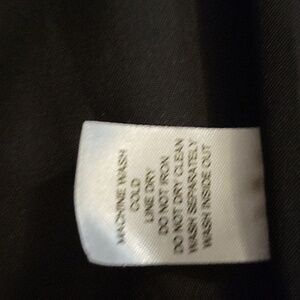 MACHINE WASH
COLD
LINE DRY
DO NOT IRON
DO NOT DRY CLEAN
WASH SEPARATELY
WASH INSIDE OUT